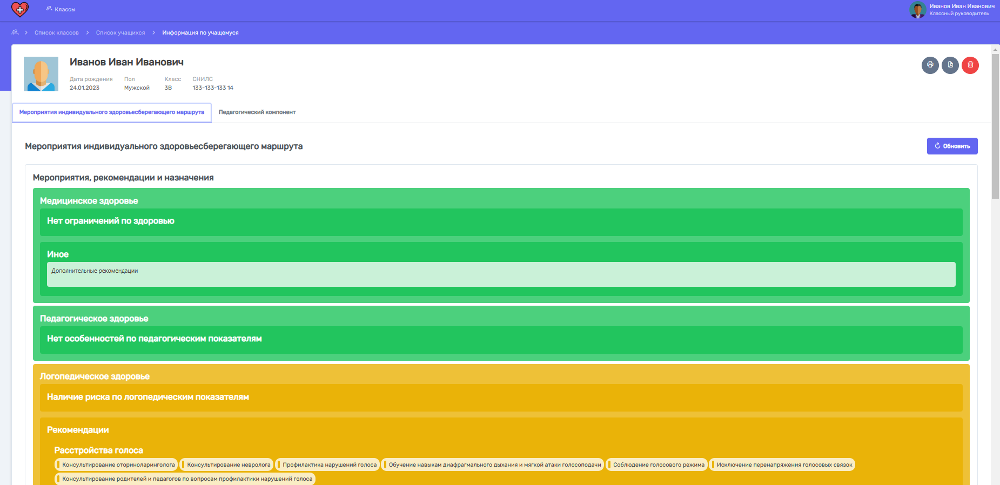 Классы
Иванов Иван Иванович
Классный руководитель
Список классов
Список учащихся
Информация по учащемуся
Иванов Иван Иванович
Дата рождения Пол Класс СНИЛС
24.01.2023 Мужской 3В 133-133-133 14
Мероприятия индивидуального здоровьесберегающего маршрута Педагогический компонент
Мероприятия индивидуального здоровьесберегающего маршрута
Обновить
Мероприятия, рекомендации и назначения
Медицинское здоровье
Нет ограничений по здоровью
Иное
Дополнительные рекомендации
Педагогическое здоровье
Нет особенностей по педагогическим показателям
Логопедическое здоровье
Наличие риска по логопедическим показателям
Рекомендации
Расстройства голоса
Консультирование оториноларинголога Консультирование невролога Профилактика нарушений голоса Обучение навыкам диафрагмального дыхания и мягкой атаки голосоподачи Соблюдение голосового режима Исключение перенапряжения голосовых связок
Консультирование родителей и педагогов по вопросам профилактики нарушений голоса